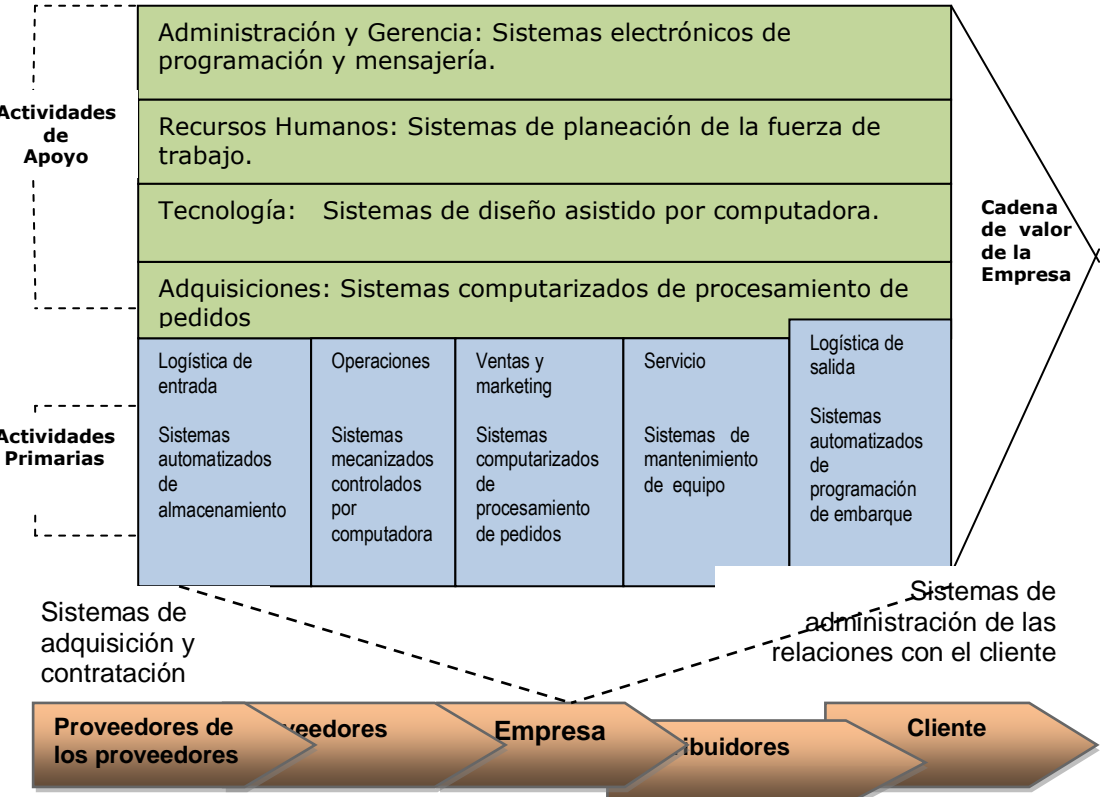 Administración y Gerencia: Sistemas electrónicos de
programación y mensajería.
Actividades
de
Apoyo
Recursos Humanos: Sistemas de planeación de la fuerza de
trabajo.
Tecnología: Sistemas de diseño asistido por computadora.
Cadena
de valor
de la
Empresa
Adquisiciones: Sistemas computarizados de procesamiento de
pedidos
Actividades
Primarias
Logística de
entrada
Sistemas
automatizados
de
almacenamiento
Operaciones
Sistemas
mecanizados
controlados
por
computadora
Ventas y
marketing
Sistemas
computarizados
de
procesamiento
de pedidos
Servicio
Sistemas de
mantenimiento
de equipo
Logística de
salida
Sistemas
automatizados
de
programación
de embarque
Sistemas de
adquisición y
contratación
Sistemas de
administración de las
relaciones con el cliente
Proveedores de
los proveedores
veedores
Empresa
ribuidores
Cliente